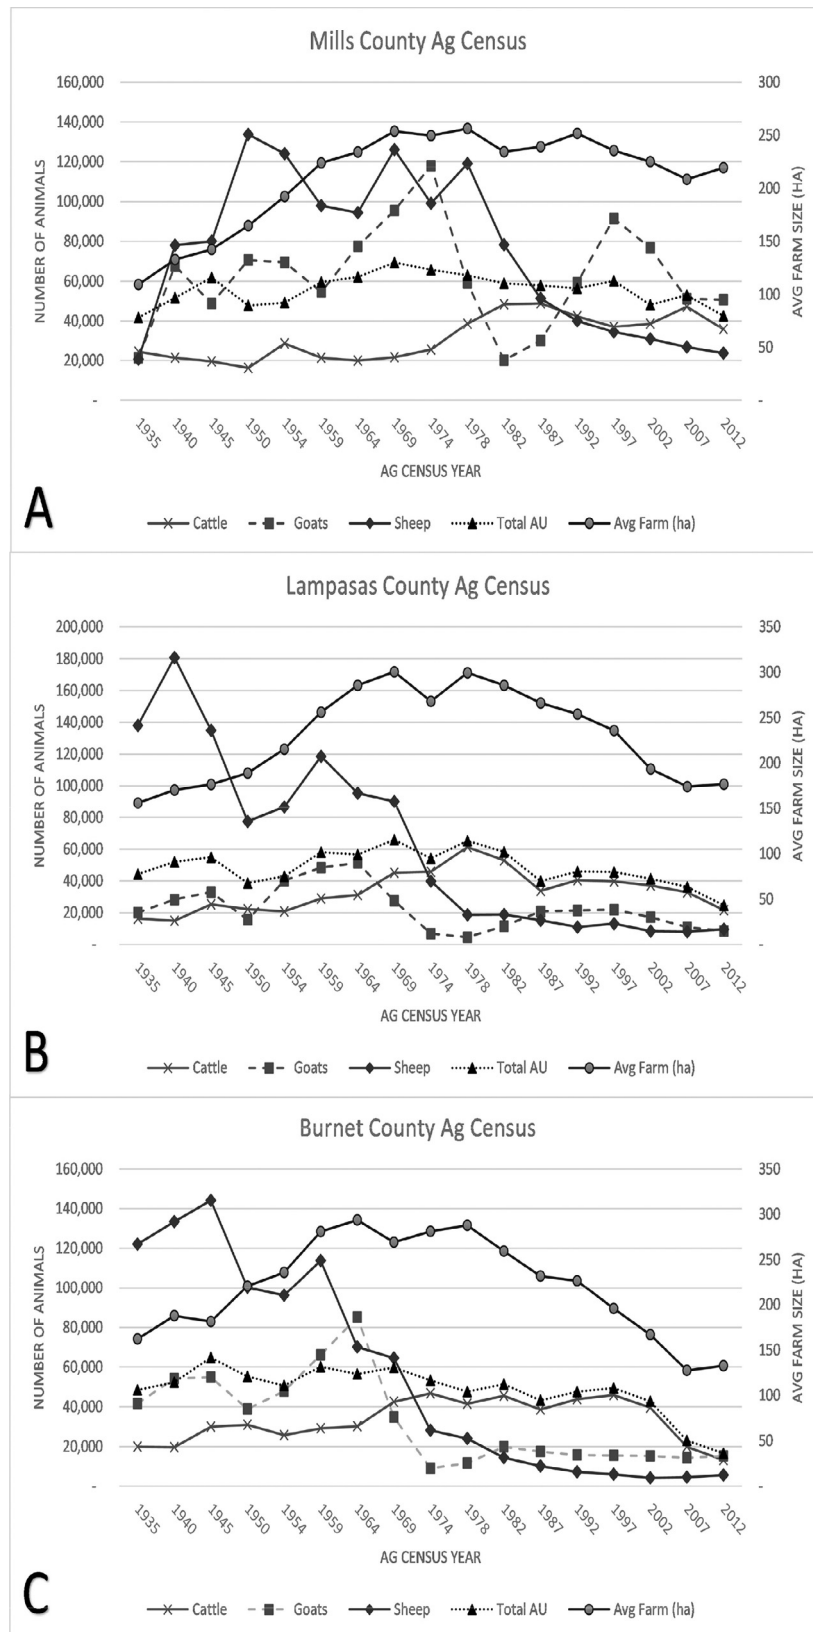 Mills County Ag Census
160,000
140,000
120,000
100,000
80,000
60,000
40,000
20,000
-
NUMBER OF ANIMALS
300
250
200
150
100
50
-
AVG FARM SIZE (HA)
1935 1940 1945 1950 1954 1959 1964 1969 1974 1978 1982 1987 1992 1997 2002 2007 2012
AG CENSUS YEAR
A
Cattle Goats Sheep Total AU Avg Farm (ha)
Lampasas County Ag Census
200,000
180,000
160,000
140,000
120,000
100,000
80,000
60,000
40,000
20,000
-
NUMBER OF ANIMALS
350
300
250
200
150
100
50
-
AVG FARM SIZE (HA)
1935 1940 1945 1950 1954 1959 1964 1969 1974 1978 1982 1987 1992 1997 2002 2007 2012
AG CENSUS YEAR
B
Cattle Goats Sheep Total AU Avg Farm (ha)
Burnet County Ag Census
160,000
140,000
120,000
100,000
80,000
60,000
40,000
20,000
-
NUMBER OF ANIMALS
350
300
250
200
150
100
50
-
AVG FARM SIZE (HA)
1935 1940 1945 1950 1954 1959 1964 1969 1974 1978 1982 1987 1992 1997 2002 2007 2012
AG CENSUS YEAR
C
Cattle Goats Sheep Total AU Avg Farm (ha)